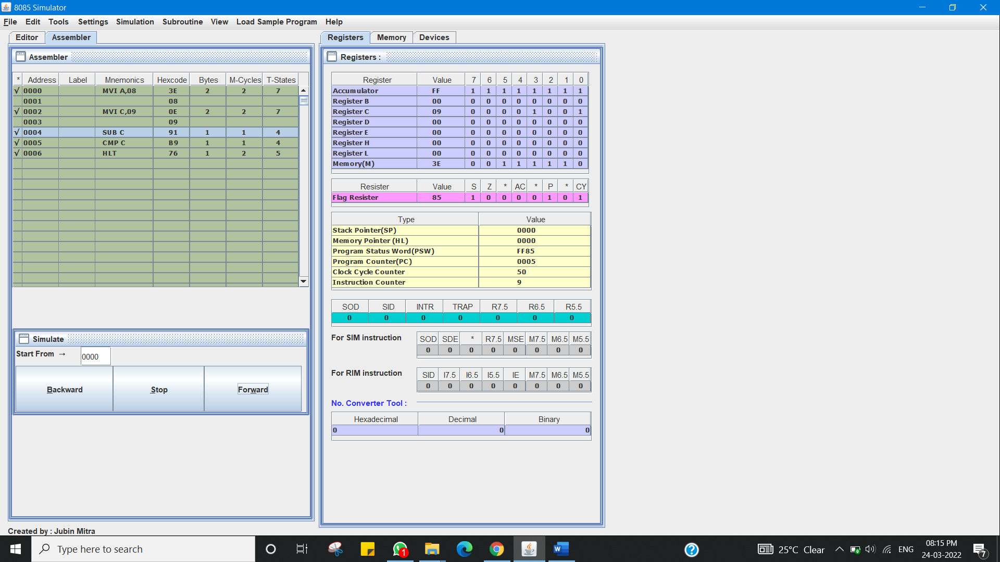 8085 Simulator
File Edit Tools Settings Simulation Subroutine View Load Sample Program Help
Editor Assembler
Assembler
* Address Label Mnemonics Hexcode Bytes M-Cycles T-States
√ 0000 MVI A,08 3E 2 2 7
0001 08
√ 0002 MVI C,09 0E 2 2 7
0003 09
√ 0004 SUB C 91 1 1 4
√ 0005 CMP C B9 1 1 4
√ 0006 HLT 76 1 2 5
Simulate
Start From → 0000
Backward Stop Forward
Created by : Jubin Mitra
Registers Memory Devices
Registers :
Register Value 7 6 5 4 3 2 1 0
Accumulator FF 1 1 1 1 1 1 1 1
Register B 00 0 0 0 0 0 0 0 0
Register C 09 0 0 0 0 1 0 0 1
Register D 00 0 0 0 0 0 0 0 0
Register E 00 0 0 0 0 0 0 0 0
Register H 00 0 0 0 0 0 0 0 0
Register L 00 0 0 0 0 0 0 0 0
Memory(M) 3E 0 0 1 1 1 1 1 0
Resister Value S Z * AC * P * CY
Flag Resister 85 1 0 0 0 0 1 0 1
Type Value
Stack Pointer(SP) 0000
Memory Pointer (HL) 0000
Program Status Word(PSW) FF85
Program Counter(PC) 0005
Clock Cycle Counter 50
Instruction Counter 9
SOD SID INTR TRAP R7.5 R6.5 R5.5
0 0 0 0 0 0 0
For SIM instruction
SOD SDE * R7.5 MSE M7.5 M6.5 M5.5
0 0 0 0 0 0 0 0
For RIM instruction
SID I7.5 I6.5 I5.5 IE M7.5 M6.5 M5.5
0 0 0 0 0 0 0 0
No. Converter Tool :
Hexadecimal Decimal Binary
0 0 0
Type here to search
1
W
?
25°C Clear
ENG
08:15 PM
24-03-2022
7